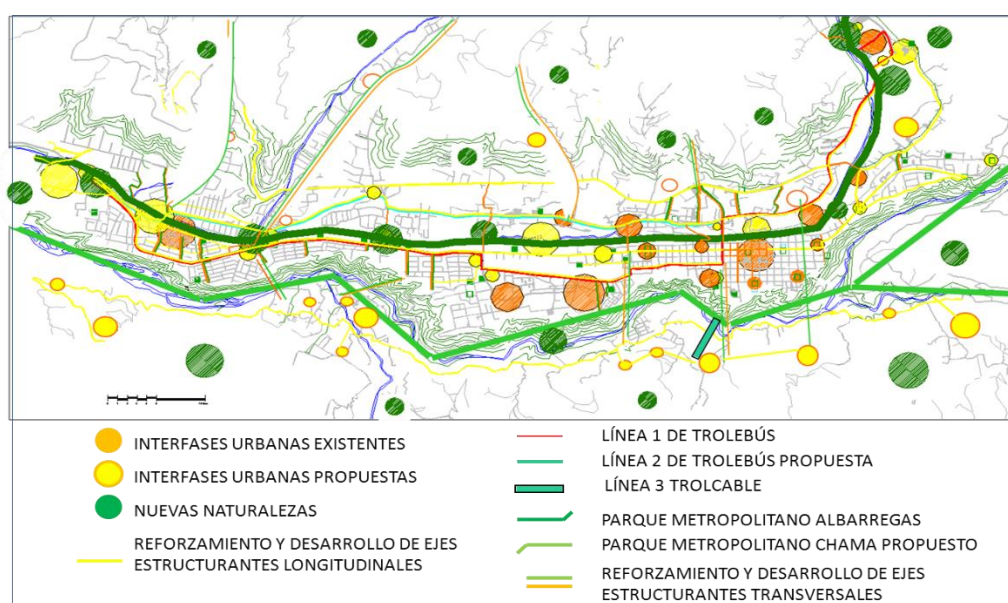 INTERFASES URBANAS EXISTENTES
INTERFASES URBANAS PROPUESTAS
NUEVAS NATURALEZAS
REFORZAMIENTO Y DESARROLLO DE EJES
ESTRUCTURANTES LONGITUDINALES
LÍNEA 1 DE TROLEBÚS
LÍNEA 2 DE TROLEBÚS PROPUESTA
LÍNEA 3 TROLCABLE
PARQUE METROPOLITANO ALBARREGAS
PARQUE METROPOLITANO CHAMA PROPUESTO
REFORZAMIENTO Y DESARROLLO DE EJES
ESTRUCTURANTES TRANSVERSALES